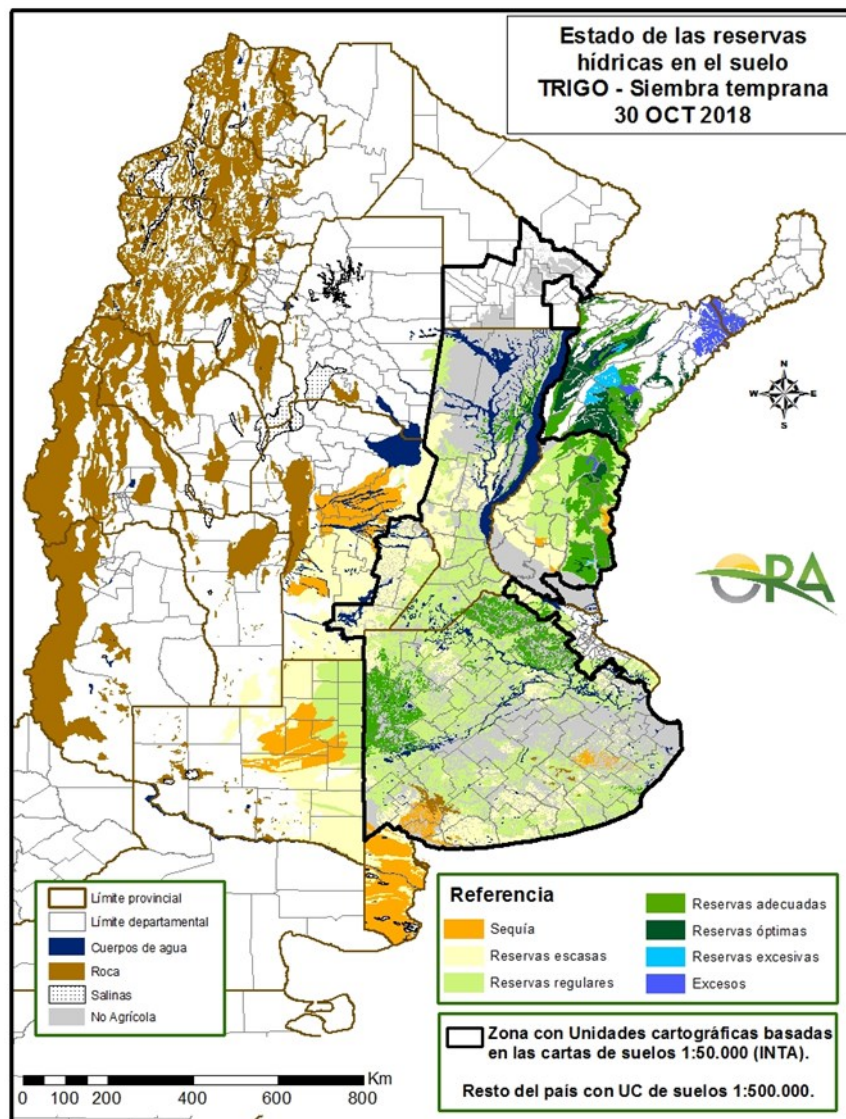 Estado de las reservas
hídricas en el suelo
TRIGO - Siembra temprana
30 OCT 2018
N
W E
S
ORA
Límite provincial
Límite departamental
Cuerpos de agua
Roca
Salinas
No Agrícola
Referencia
Sequía
Reservas escasas
Reservas regulares
Reservas adecuadas
Reservas óptimas
Reservas excesivas
Excesos
Zona con Unidades cartográficas basadas
en las cartas de suelos 1:50.000 (INTA).
Resto del país con UC de suelos 1:500.000.
Km
0 100 200 400 600 800